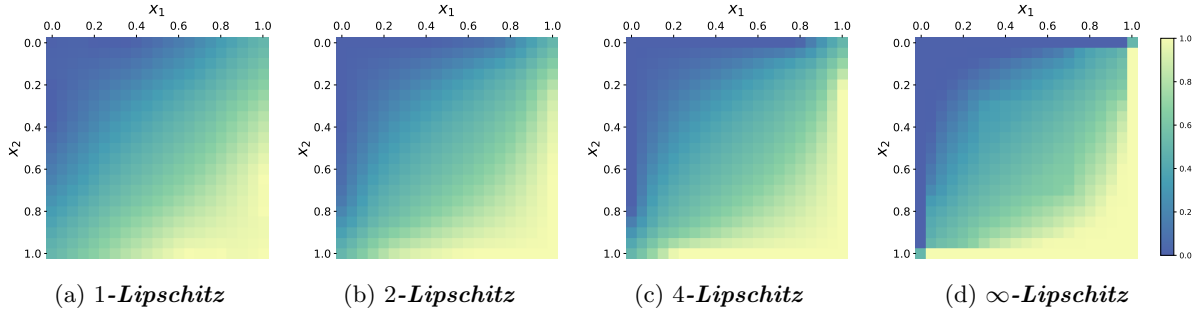 x₁ x₁ x₁ x₁
0.0 0.2 0.4 0.6 0.8 1.0 0.0 0.2 0.4 0.6 0.8 1.0 0.0 0.2 0.4 0.6 0.8 1.0 0.0 0.2 0.4 0.6 0.8 1.0
0.0 0.0 0.0 0.0 1.0
0.2 0.2 0.2 0.2 0.8
0.4 0.4 0.4 0.4 0.6
x₂ x₂ x₂ x₂
0.6 0.6 0.6 0.6 0.4
0.8 0.8 0.8 0.8 0.2
1.0 1.0 1.0 1.0 0.0
(a) 1-Lipschitz (b) 2-Lipschitz (c) 4-Lipschitz (d) ∞-Lipschitz